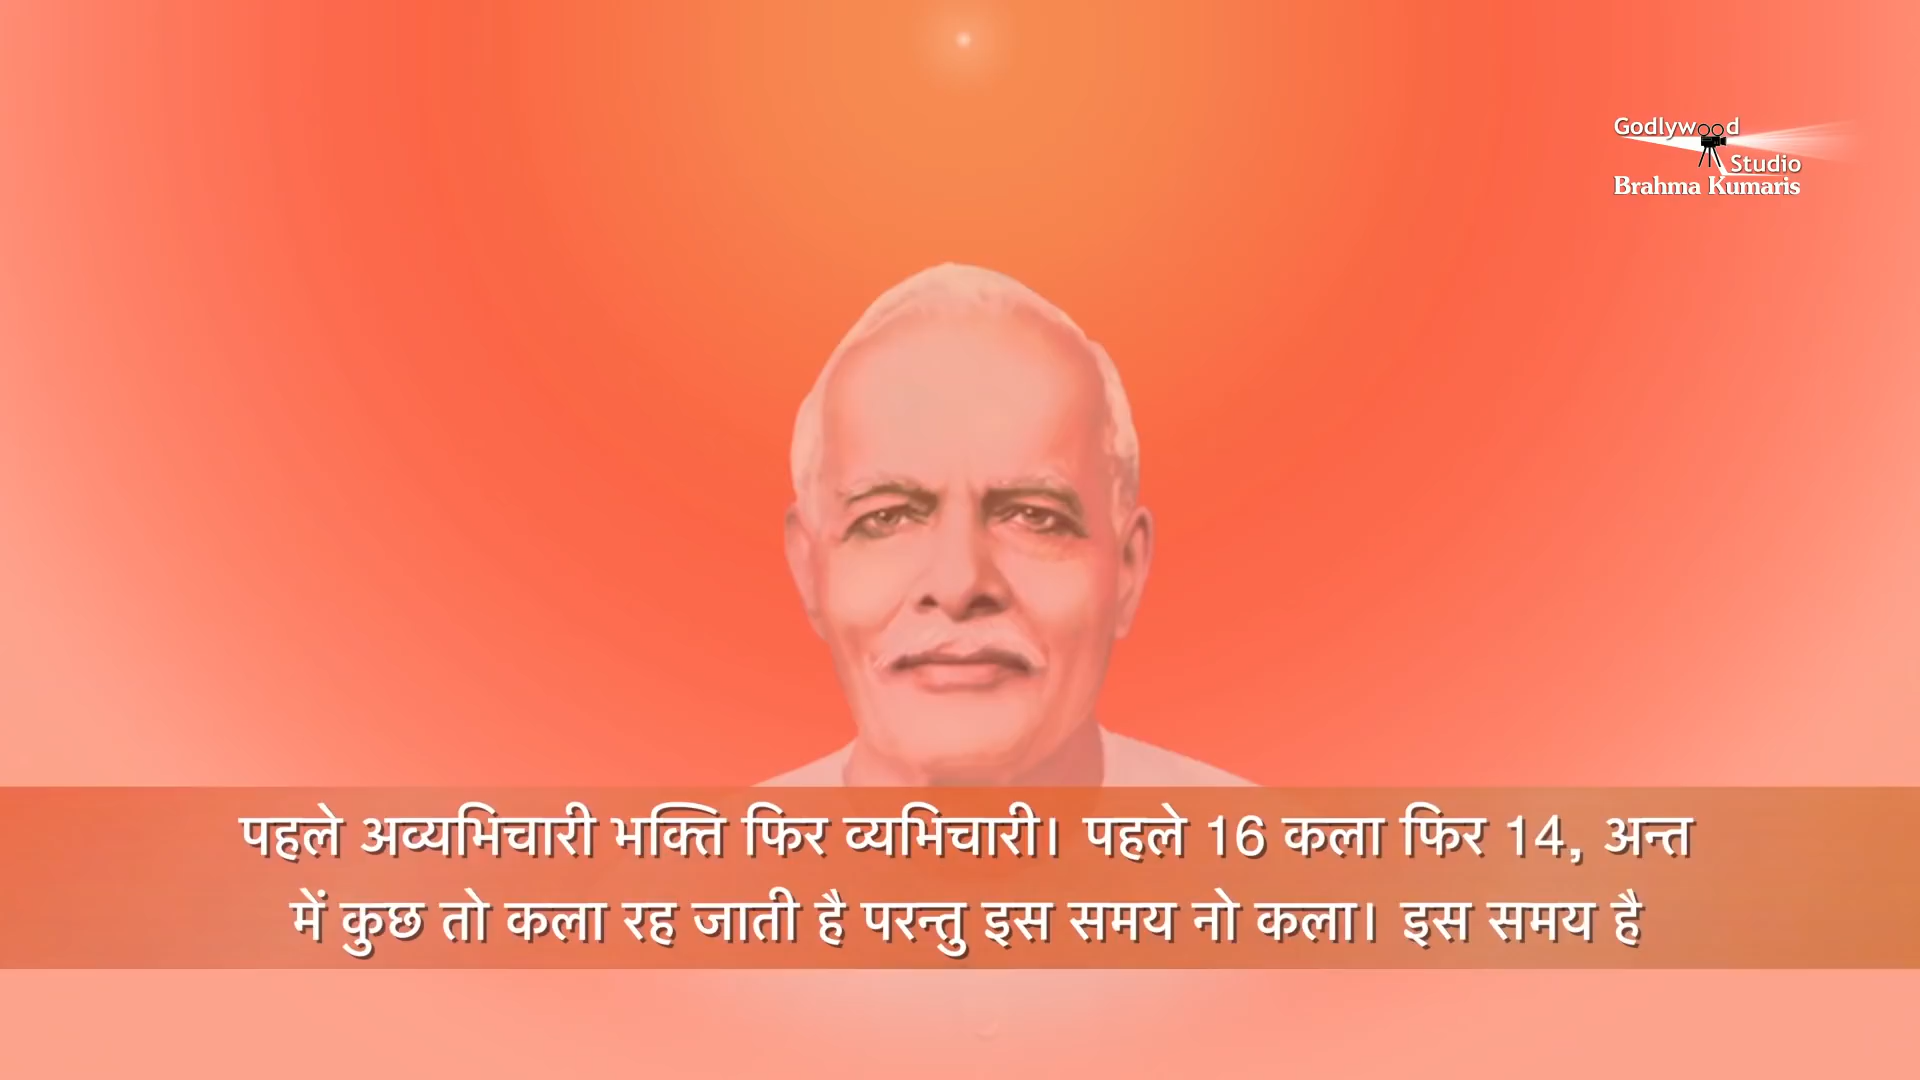 Godlywood
Studio
Brahma Kumaris
पहले अव्यभिचारी भक्ति फिर व्यभिचारी। पहले 16 कला फिर 14, अन्त
में कुछ तो कला रह जाती है परन्तु इस समय नो कला। इस समय है